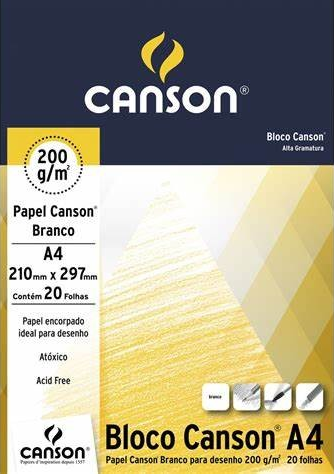 CANSON®
Bloco Canson®
Alta Gramatura
200
g/m²
Papel Canson®
Branco
A4
210mm x 297mm
Contém 20 Folhas
Papel encorpado
ideal para desenho
Atóxico
Acid Free
branco
CANSON®
Papiers d'inspiration depuis 1557
Bloco Canson® A4
Papel Canson® Branco para desenho 200 g/m² 20 folhas